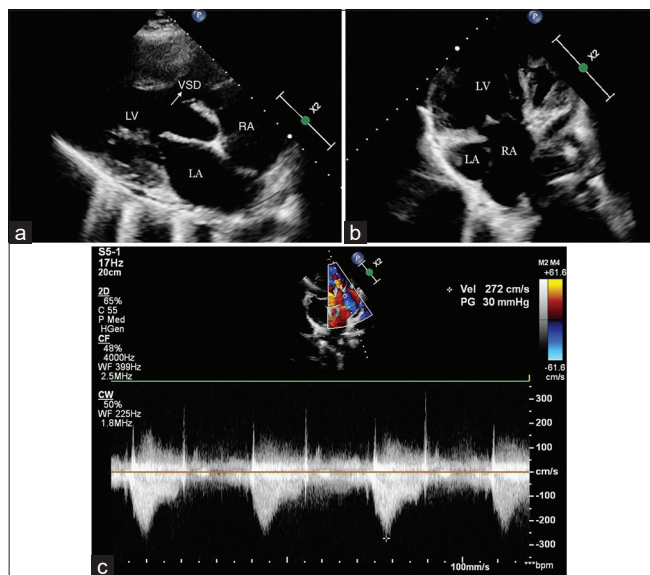 P
VSD
X2
LV
RA
LA
a
P
X2
LV
LA
RA
b
S5-1
17Hz
20cm
2D
65%
C 55
P Med
HGen
CF
48%
4000Hz
WF 399Hz
2.5MHz
CW
50%
WF 225Hz
1.8MHz
P
X2
Vel 272 cm/s
PG 30 mmHg
M2 M4
+61.6
-61.6
cm/s
300
200
100
cm/s
-100
-200
-300
100mm/s
***bpm
c